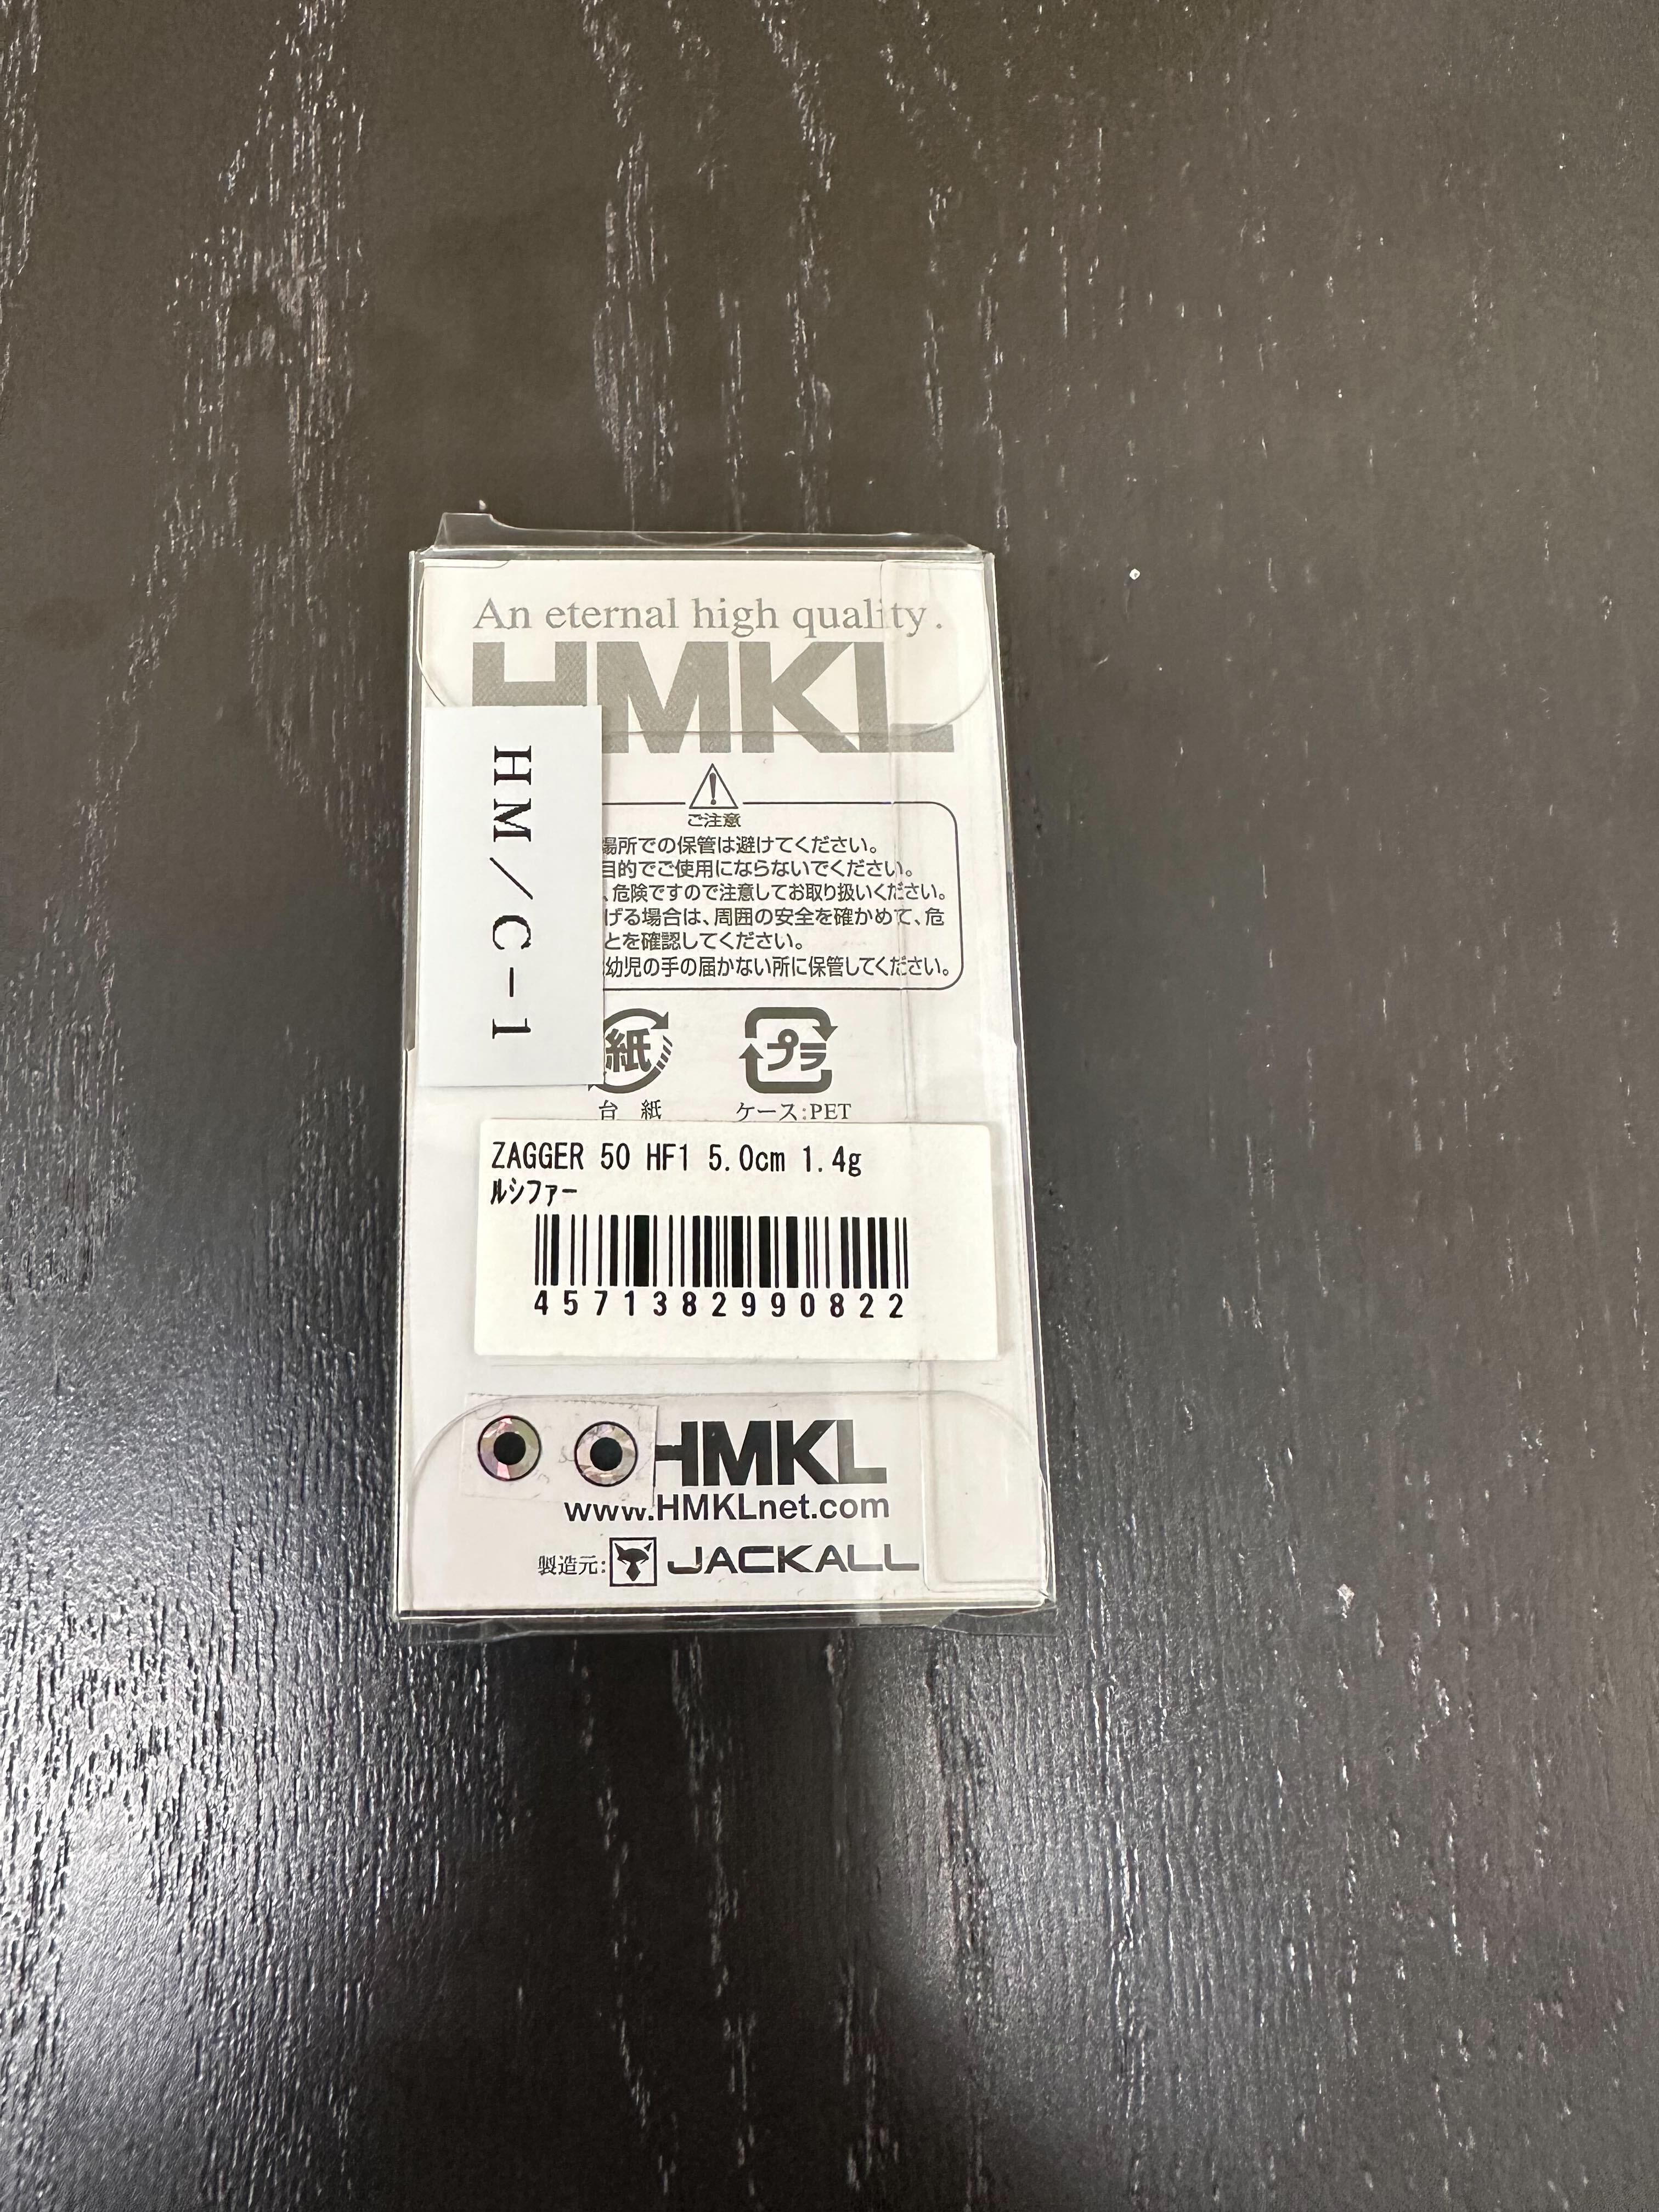 An eternal high quality.
HMKL
HM/C-1
ご注意
場所での保管は避けてください。
目的でご使用にならないでください。
、危険ですので注意してお取り扱いください。
げる場合は、周囲の安全を確かめて、危
とを確認してください。
幼児の手の届かない所に保管してください。
紙
プラ
台 紙
ケース:PET
ZAGGER 50 HF1 5.0cm 1.4g
ルシファー
4571382990822
HMKL
www.HMKLnet.com
製造元:
JACKALL